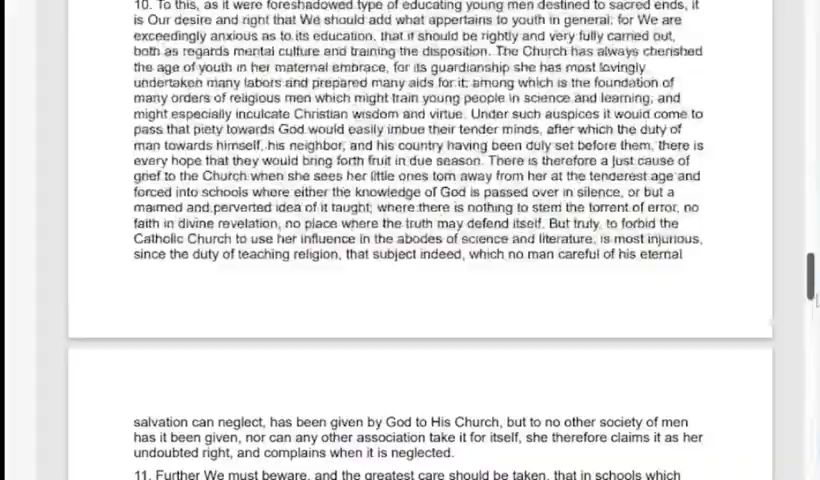 10. To this, as it were foreshadowed type of educating young men destined to sacred ends, it
is Our desire and right that We should add what appertains to youth in general; for We are
exceedingly anxious as to its education, that it should be rightly and very fully carried out,
both as regards mental culture and training the disposition. The Church has always cherished
the age of youth in her maternal embrace, for its guardianship she has most lovingly
undertaken many labors and prepared many aids for it; among which is the foundation of
many orders of religious men which might train young people in science and learning, and
might especially inculcate Christian wisdom and virtue. Under such auspices it would come to
pass that piety towards God would easily imbue their tender minds, after which the duty of
man towards himself, his neighbor, and his country having been duly set before them, there is
every hope that they would bring forth fruit in due season. There is therefore a just cause of
grief to the Church when she sees her little ones torn away from her at the tenderest age and
forced into schools where either the knowledge of God is passed over in silence, or but a
maimed and perverted idea of it taught; where there is nothing to stem the torrent of error, no
faith in divine revelation, no place where the truth may defend itself. But truly, to forbid the
Catholic Church to use her influence in the abodes of science and literature, is most injurious,
since the duty of teaching religion, that subject indeed, which no man careful of his eternal
salvation can neglect, has been given by God to His Church, but to no other society of men
has it been given, nor can any other association take it for itself, she therefore claims it as her
undoubted right, and complains when it is neglected.
11. Further We must beware, and the greatest care should be taken, that in schools which